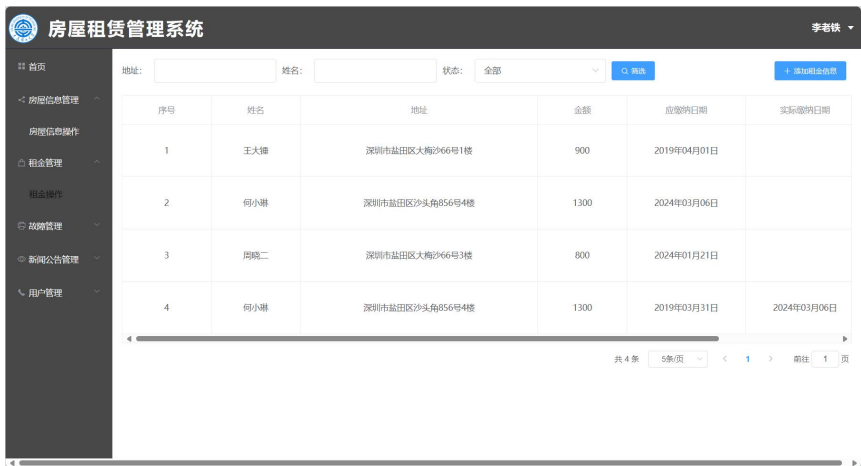 房屋租赁管理系统
李老铁
首页
房屋信息管理
房屋信息操作
租金管理
租金操作
故障管理
新闻公告管理
用户管理
地址: 姓名: 状态: 全部 筛选 + 添加租金信息
序号 姓名 地址 金额 应缴纳日期 实际缴纳日期
1 王大锤 深圳市盐田区大梅沙66号1楼 900 2019年04月01日
2 何小琳 深圳市盐田区沙头角856号4楼 1300 2024年03月06日
3 周晓二 深圳市盐田区大梅沙66号3楼 800 2024年01月21日
4 何小琳 深圳市盐田区沙头角856号4楼 1300 2019年03月31日 2024年03月06日
共 4 条 5条/页 1 前往 1 页